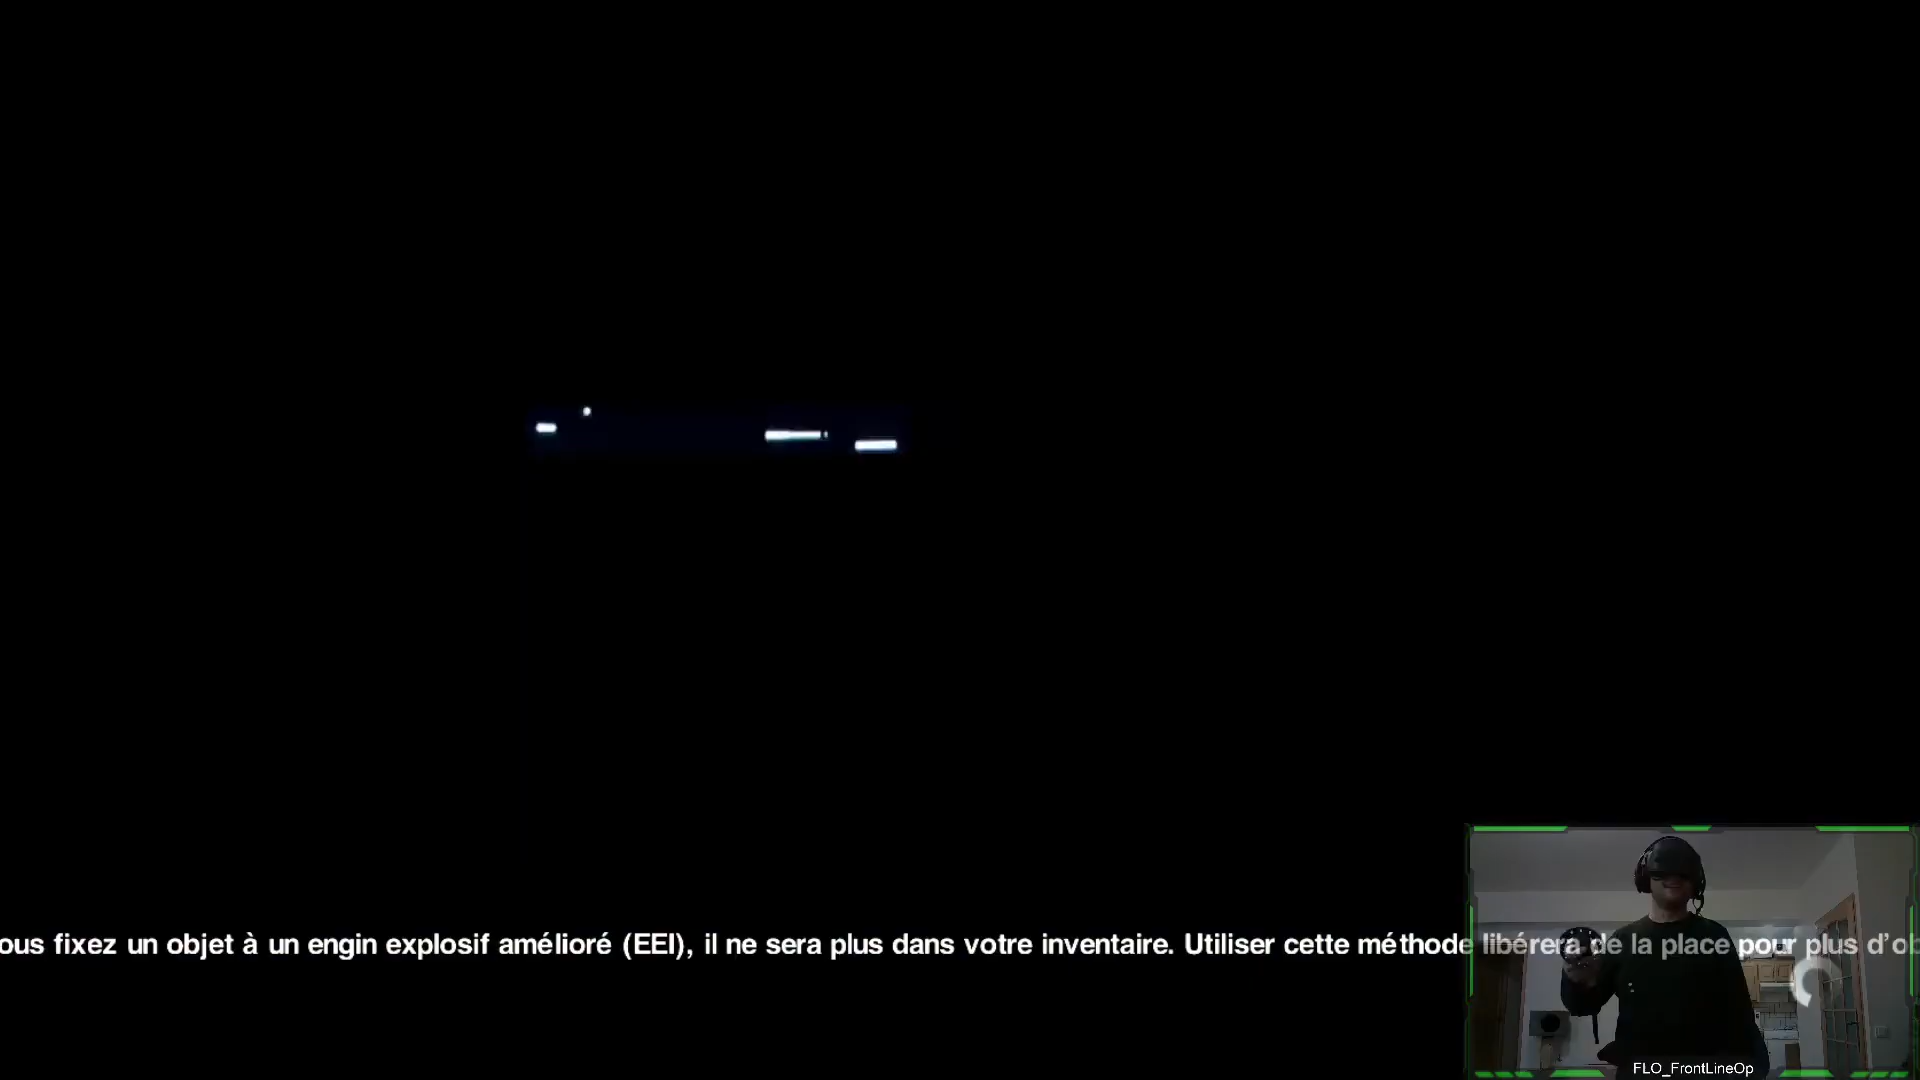 ous fixez un objet à un engin explosif amélioré (EEI), il ne sera plus dans votre inventaire. Utiliser cette méthode libérera de la place pour plus d’ob
FLO_FrontLineOp